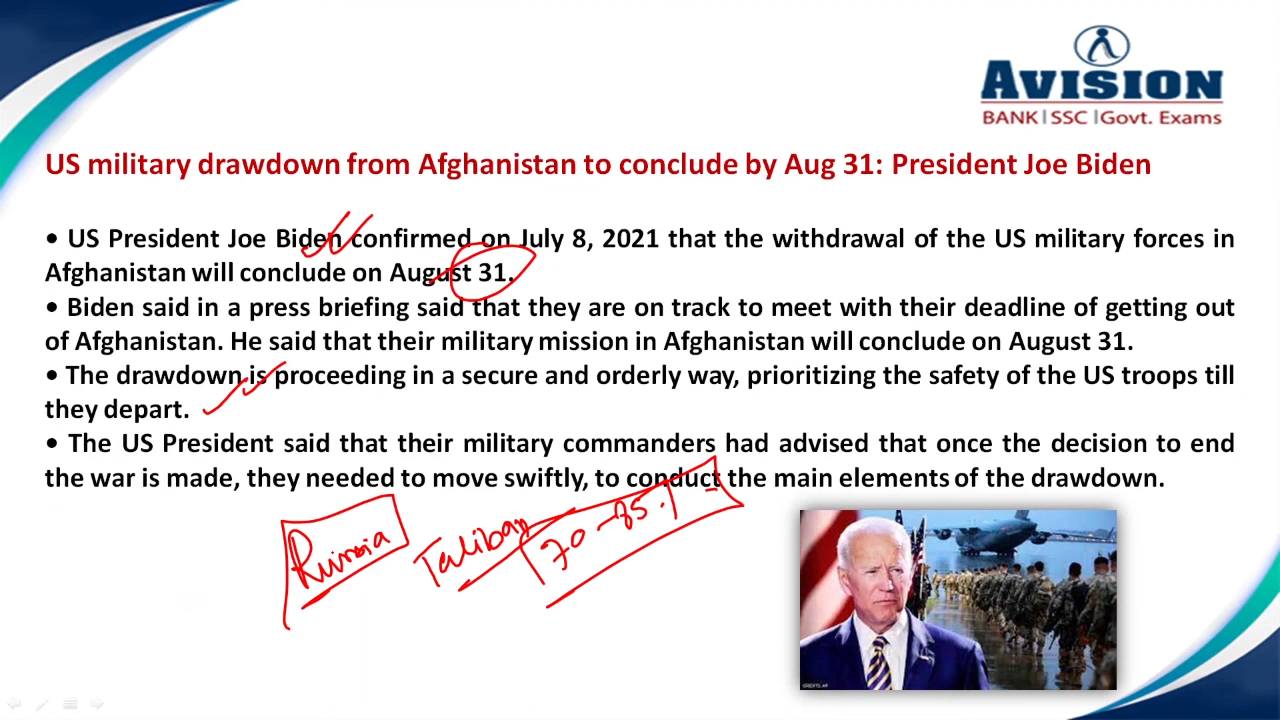 AVISION
BANK | SSC | Govt. Exams
US military drawdown from Afghanistan to conclude by Aug 31: President Joe Biden
• US President Joe Biden confirmed on July 8, 2021 that the withdrawal of the US military forces in
Afghanistan will conclude on August 31.
• Biden said in a press briefing said that they are on track to meet with their deadline of getting out
of Afghanistan. He said that their military mission in Afghanistan will conclude on August 31.
• The drawdown is proceeding in a secure and orderly way, prioritizing the safety of the US troops till
they depart.
• The US President said that their military commanders had advised that once the decision to end
the war is made, they needed to move swiftly, to conduct the main elements of the drawdown.
Russia
Taliban
CREDITS: AP